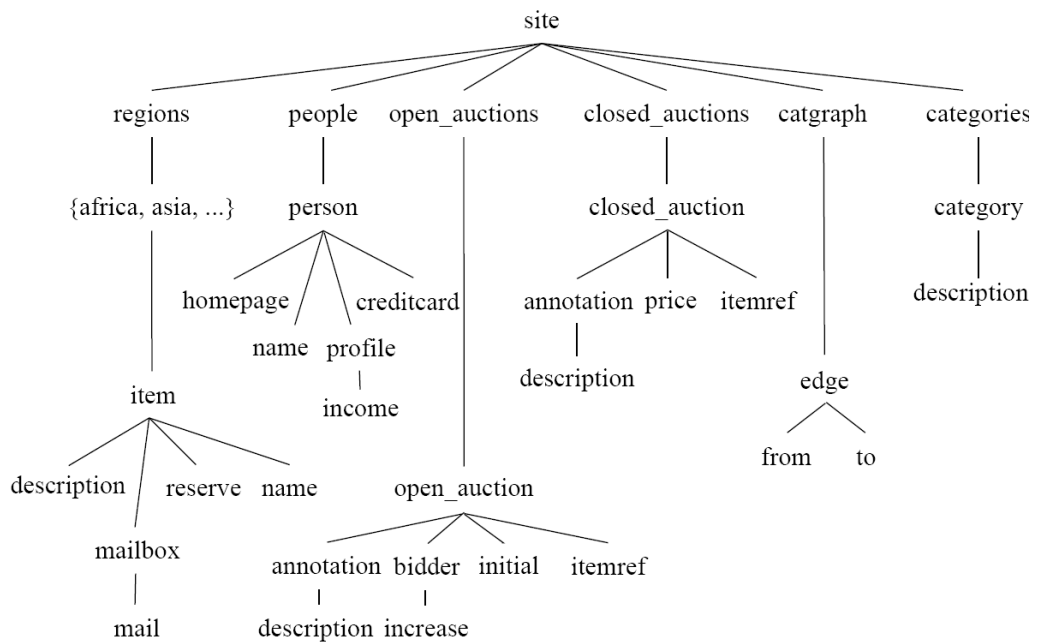 site
regions people open_auctions closed_auctions catgraph categories
{africa, asia, ...} person closed_auction category
homepage creditcard annotation price itemref description
name profile
description edge
item income
from to
description reserve name open_auction
mailbox annotation bidder initial itemref
mail description increase